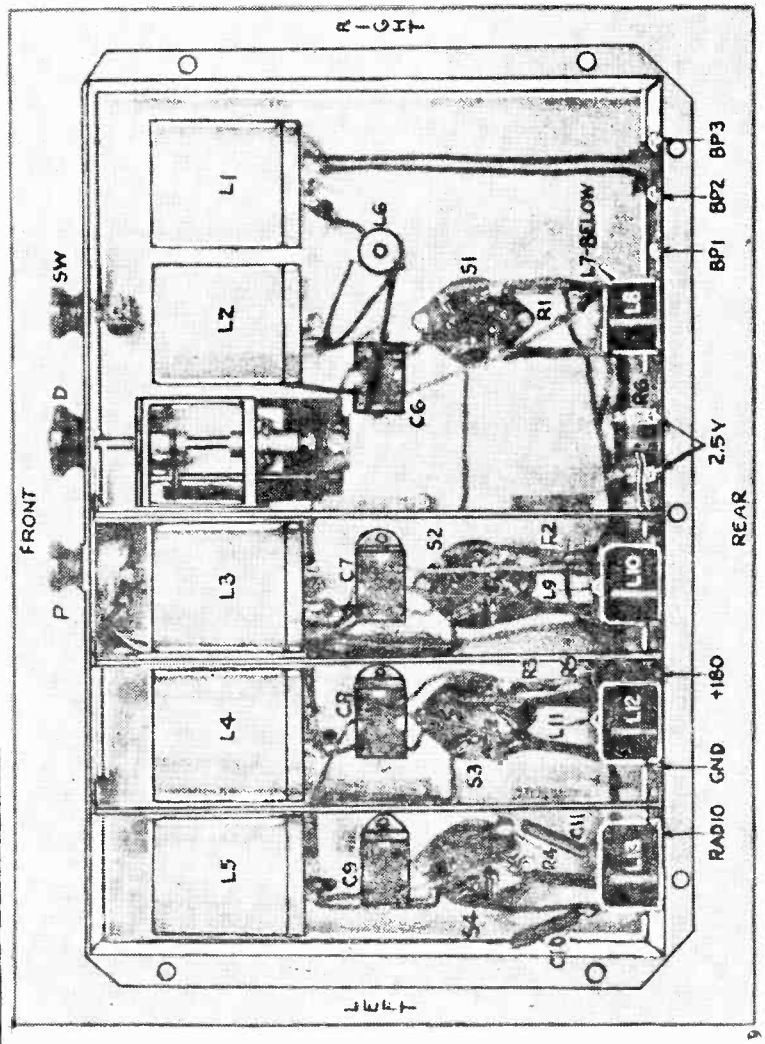 FRONT
P
D
SW
L5
L4
L3
L2
L1
LEFT
RIGHT
C9
C8
C7
C6
L6
S4
S3
S2
S1
C10
R4
C11
L11
R3
R5
L9
R2
R1
L7-BELOW
L13
L12
L10
R6
L8
RADIO
GND
+180
2.5V
BP1
BP2
BP3
REAR